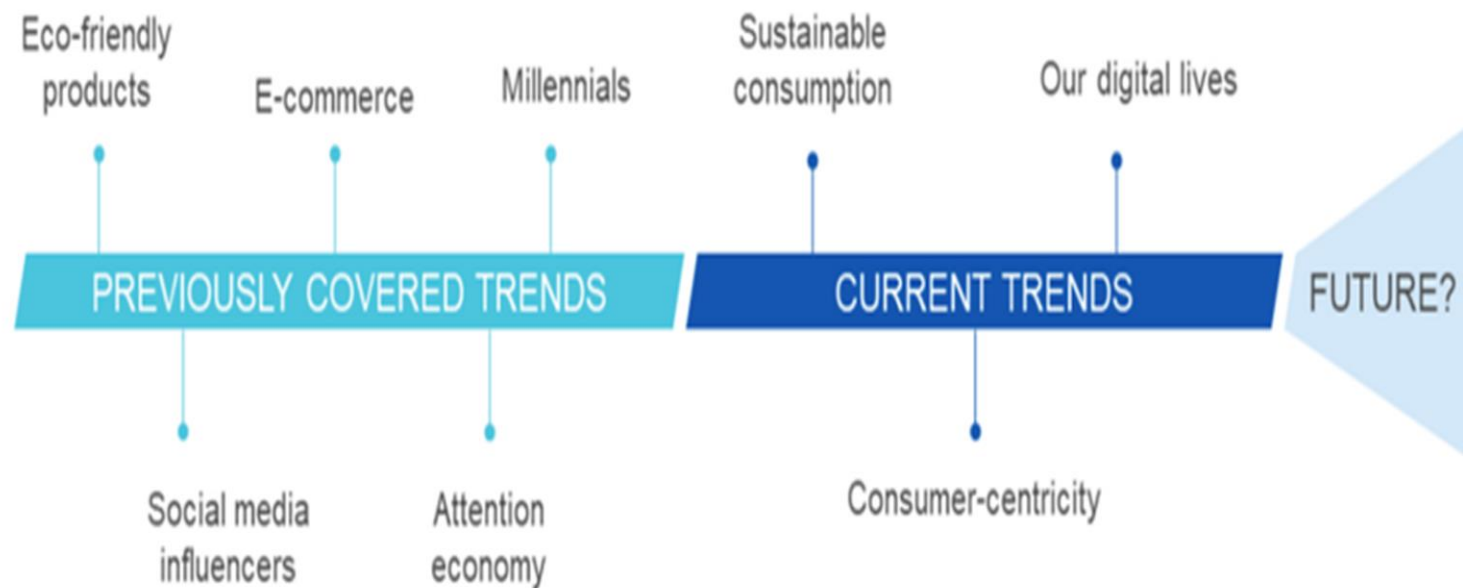 Eco-friendly
products
E-commerce
Millennials
Sustainable
consumption
Our digital lives
PREVIOUSLY COVERED TRENDS
CURRENT TRENDS
FUTURE?
Social media
influencers
Attention
economy
Consumer-centricity